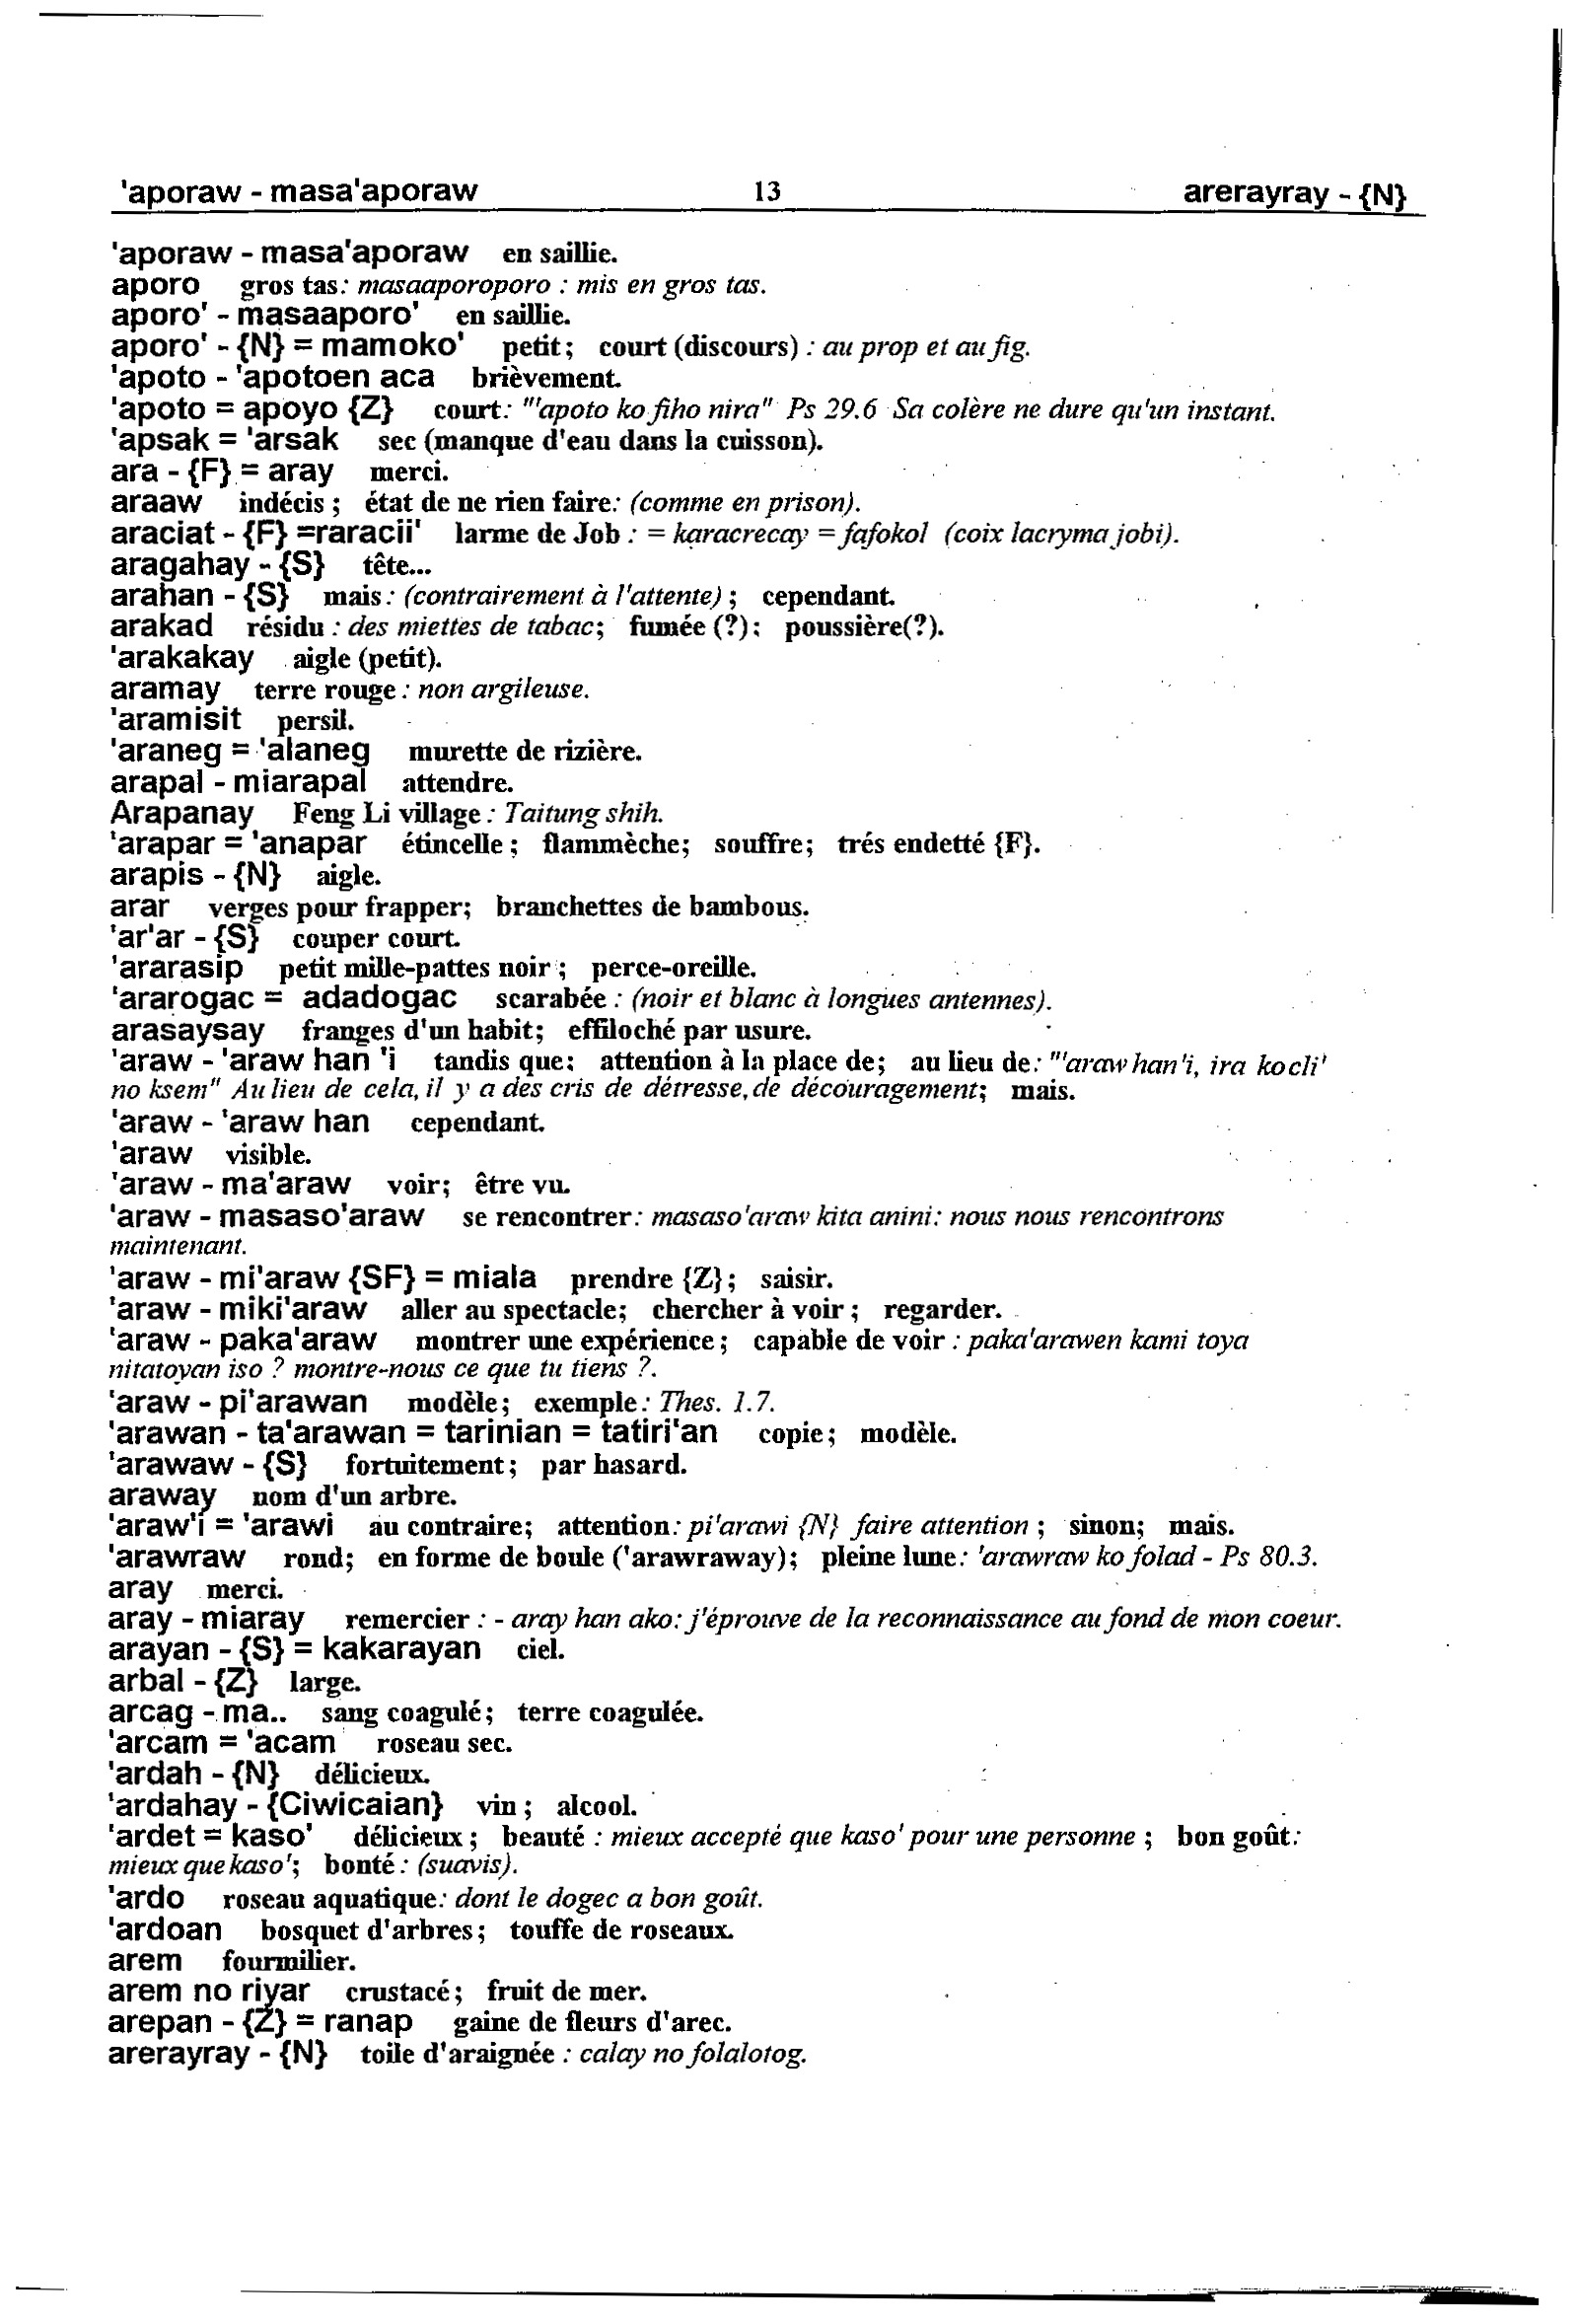 'aporaw - masa'aporaw 13 arerayray - {N}
'aporaw - masa'aporaw en saillie.
aporo gros tas: masaaporoporo : mis en gros tas.
aporo' - masaaporo' en saillie.
aporo' - {N} = mamoko' petit; court (discours) : au prop et au fig.
'apoto - 'apotoen aca brièvement.
'apoto = apoyo {Z} court: "'apoto ko fiho nira" Ps 29.6 Sa colère ne dure qu'un instant.
'apsak = 'arsak sec (manque d'eau dans la cuisson).
ara - {F} = aray merci.
araaw indécis ; état de ne rien faire: (comme en prison).
araciat - {F} =raracii' larme de Job : = karacrecay = fafokol (coix lacryma jobi).
aragahay - {S} tête...
arahan - {S} mais: (contrairement à l'attente) ; cependant.
arakad résidu : des miettes de tabac; fumée (?); poussière(?).
'arakakay aigle (petit).
aramay terre rouge : non argileuse.
'aramisit persil.
'araneg = 'alaneg murette de rizière.
arapal - miarapal attendre.
Arapanay Feng Li village : Taitung shih.
'arapar = 'anapar étincelle ; flammèche; souffre; trés endetté {F}.
arapis - {N} aigle.
arar verges pour frapper; branchettes de bambous.
'ar'ar - {S} couper court.
'ararasip petit mille-pattes noir ; perce-oreille.
'ararogac = adadogac scarabée : (noir et blanc à longues antennes).
arasaysay franges d'un habit; effiloché par usure.
'araw - 'araw han 'i tandis que; attention à la place de; au lieu de: "'araw han 'i, ira ko cli'
no ksem" Au lieu de cela, il y a des cris de détresse, de découragement; mais.
'araw - 'araw han cependant.
'araw visible.
'araw - ma'araw voir; être vu.
'araw - masaso'araw se rencontrer: masaso'araw kita anini: nous nous rencontrons
maintenant.
'araw - mi'araw {SF} = miala prendre {Z}; saisir.
'araw - miki'araw aller au spectacle; chercher à voir ; regarder.
'araw - paka'araw montrer une expérience ; capable de voir : paka'arawen kami toya
nitatoyan iso ? montre-nous ce que tu tiens ?.
'araw - pi'arawan modèle; exemple: Thes. 1.7.
'arawan - ta'arawan = tarinian = tatiri'an copie; modèle.
'arawaw - {S} fortuitement; par hasard.
araway nom d'un arbre.
'araw'i = 'arawi au contraire; attention: pi'arawi {N} faire attention ; sinon; mais.
'arawraw rond; en forme de boule ('arawraway); pleine lune: 'arawraw ko folad - Ps 80.3.
aray merci.
aray - miaray remercier : - aray han ako: j'éprouve de la reconnaissance au fond de mon coeur.
arayan - {S} = kakarayan ciel.
arbal - {Z} large.
arcag - ma.. sang coagulé; terre coagulée.
'arcam = 'acam roseau sec.
'ardah - {N} délicieux.
'ardahay - {Ciwicaian} vin ; alcool.
'ardet = kaso' délicieux ; beauté : mieux accepté que kaso' pour une personne ; bon goût:
mieux que kaso'; bonté : (suavis).
'ardo roseau aquatique: dont le dogec a bon goût.
'ardoan bosquet d'arbres; touffe de roseaux.
arem fourmilier.
arem no riyar crustacé; fruit de mer.
arepan - {Z} = ranap gaine de fleurs d'arec.
arerayray - {N} toile d'araignée : calay no folalotog.